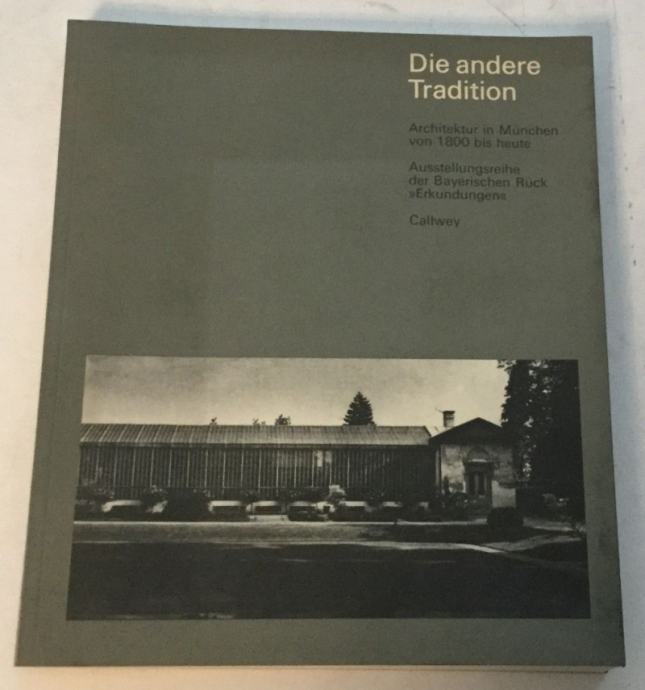 Die andere
Tradition
Architektur in München
von 1800 bis heute
Ausstellungsreihe
der Bayerischen Rück
»Erkundungen«
Callwey